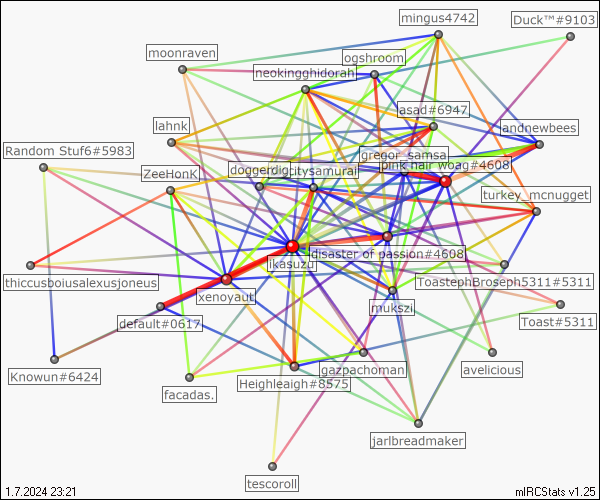 mingus4742
Duck™#9103
moonraven
ogshroom
neokingghidorah
asad#6947
lahnk
andnewbees
Random Stuf6#5983
gregor_samsa
pink hair woag#4608
ZeeHonK
doggerdigcitysamurai
turkey_mcnugget
disaster of passion#4608
ikasuzu
thiccusboiusalexusjoneus
ToastephBroseph5311#5311
xenoyaut
mukszi
default#0617
Toast#5311
Knowun#6424
gazpachoman
avelicious
Heighleaigh#8575
facadas.
jarlbreadmaker
tescoroll
1.7.2024 23:21
mIRCStats v1.25